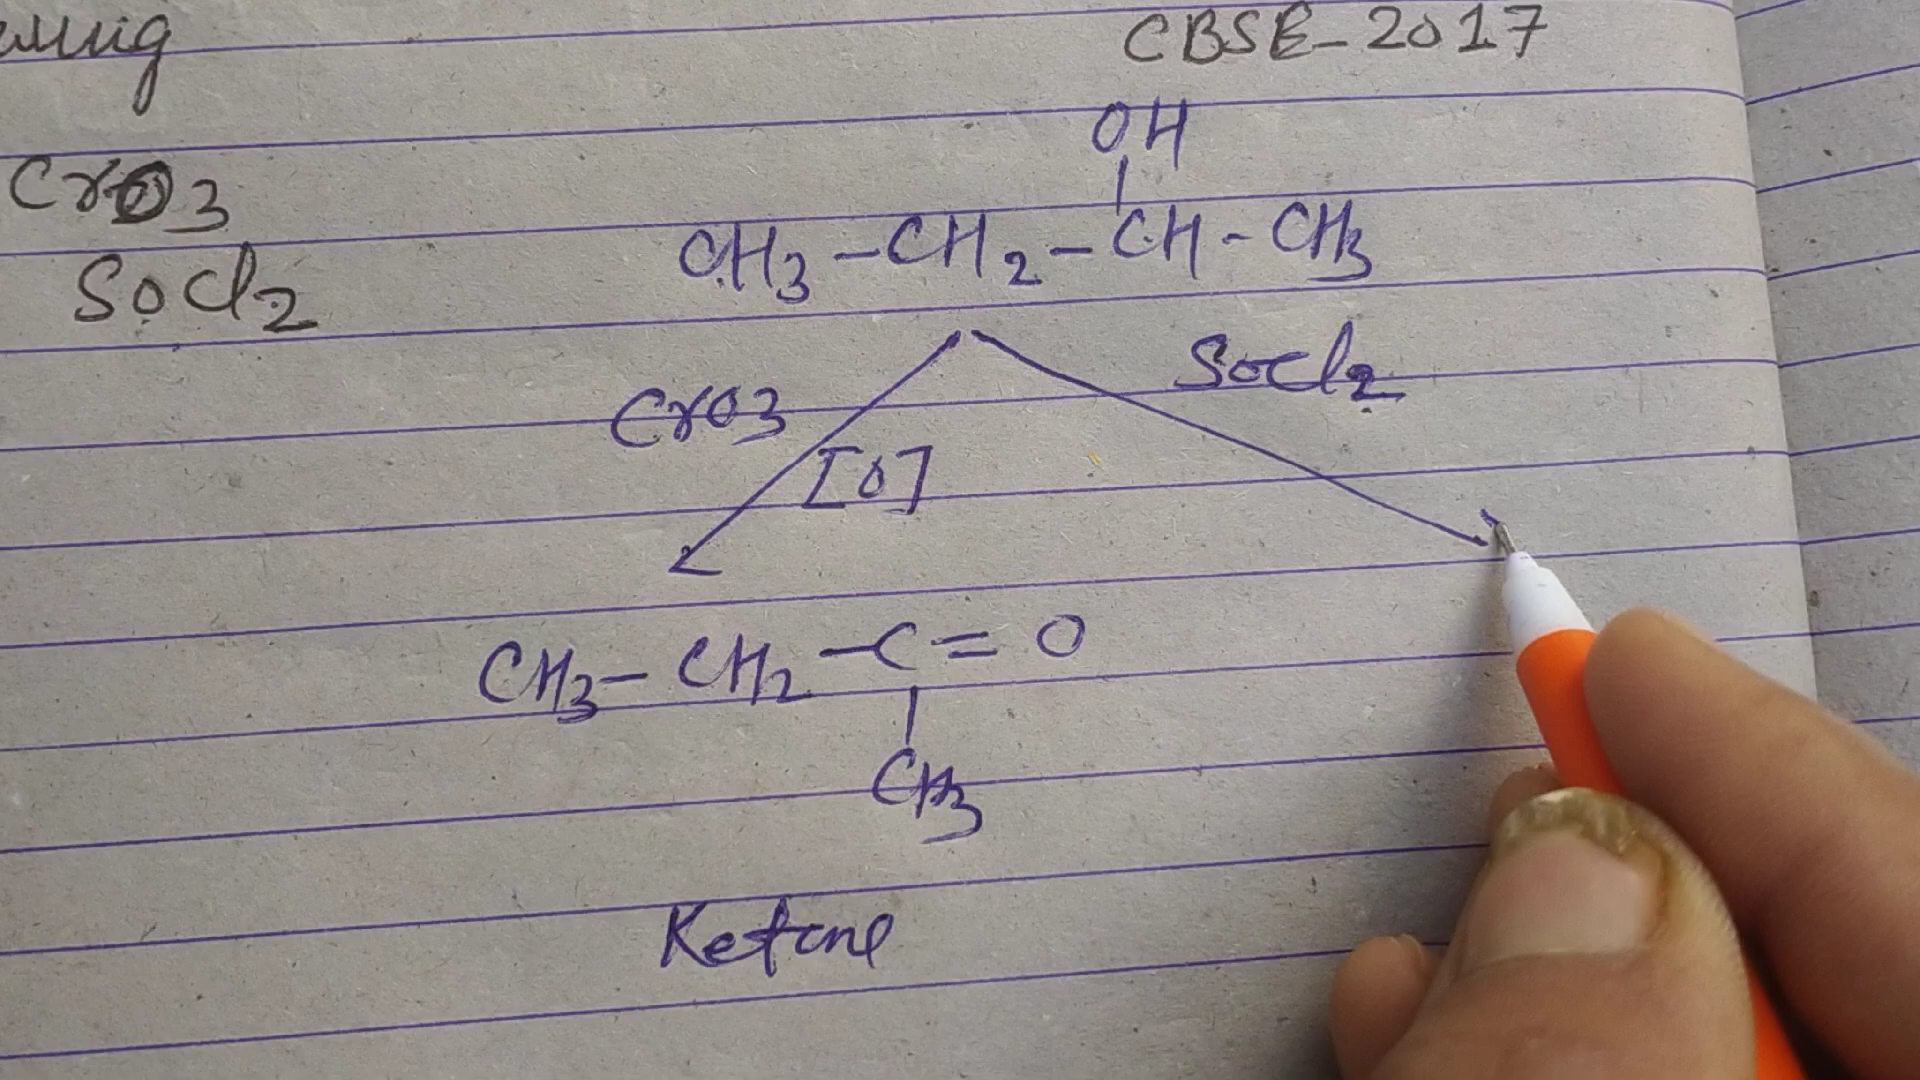 CBSE-2017
CrO3
SOCl2
OH
CH3-CH2-CH-CH3
CrO3
[O]
SOCl2
CH3-CH2-C=O
CH3
Ketone